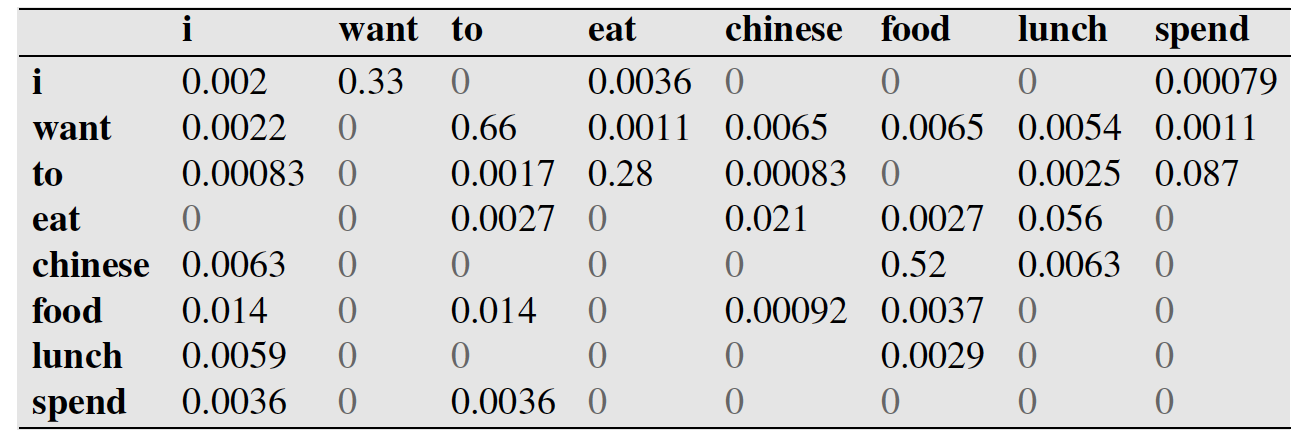 i want to eat chinese food lunch spend
i 0.002 0.33 0 0.0036 0 0 0 0.00079
want 0.0022 0 0.66 0.0011 0.0065 0.0065 0.0054 0.0011
to 0.00083 0 0.0017 0.28 0.00083 0 0.0025 0.087
eat 0 0 0.0027 0 0.021 0.0027 0.056 0
chinese 0.0063 0 0 0 0 0.52 0.0063 0
food 0.014 0 0.014 0 0.00092 0.0037 0 0
lunch 0.0059 0 0 0 0 0.0029 0 0
spend 0.0036 0 0.0036 0 0 0 0 0